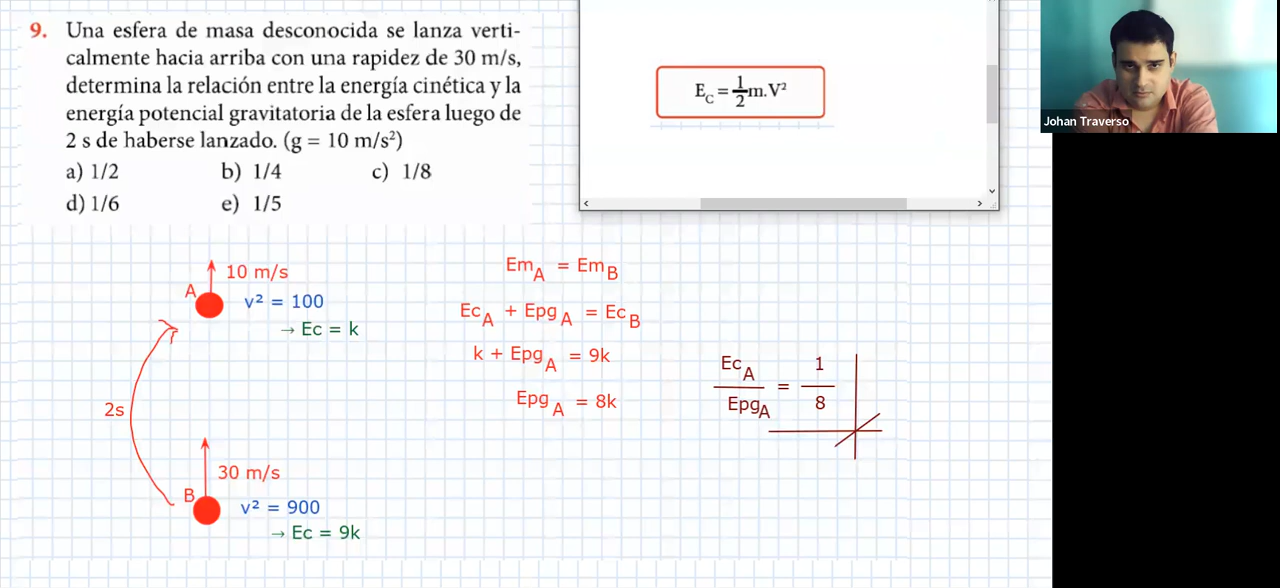 9. Una esfera de masa desconocida se lanza verti-
calmente hacia arriba con una rapidez de 30 m/s,
determina la relación entre la energía cinética y la
energía potencial gravitatoria de la esfera luego de
2 s de haberse lanzado. (g = 10 m/s²)
a) 1/2 b) 1/4 c) 1/8
d) 1/6 e) 1/5
E_C = 1/2 m.V²
Johan Traverso
10 m/s
A
v² = 100
→ Ec = k
2s
30 m/s
B
v² = 900
→ Ec = 9k
Em_A = Em_B
Ec_A + Epg_A = Ec_B
k + Epg_A = 9k
Epg_A = 8k
Ec_A / Epg_A = 1/8